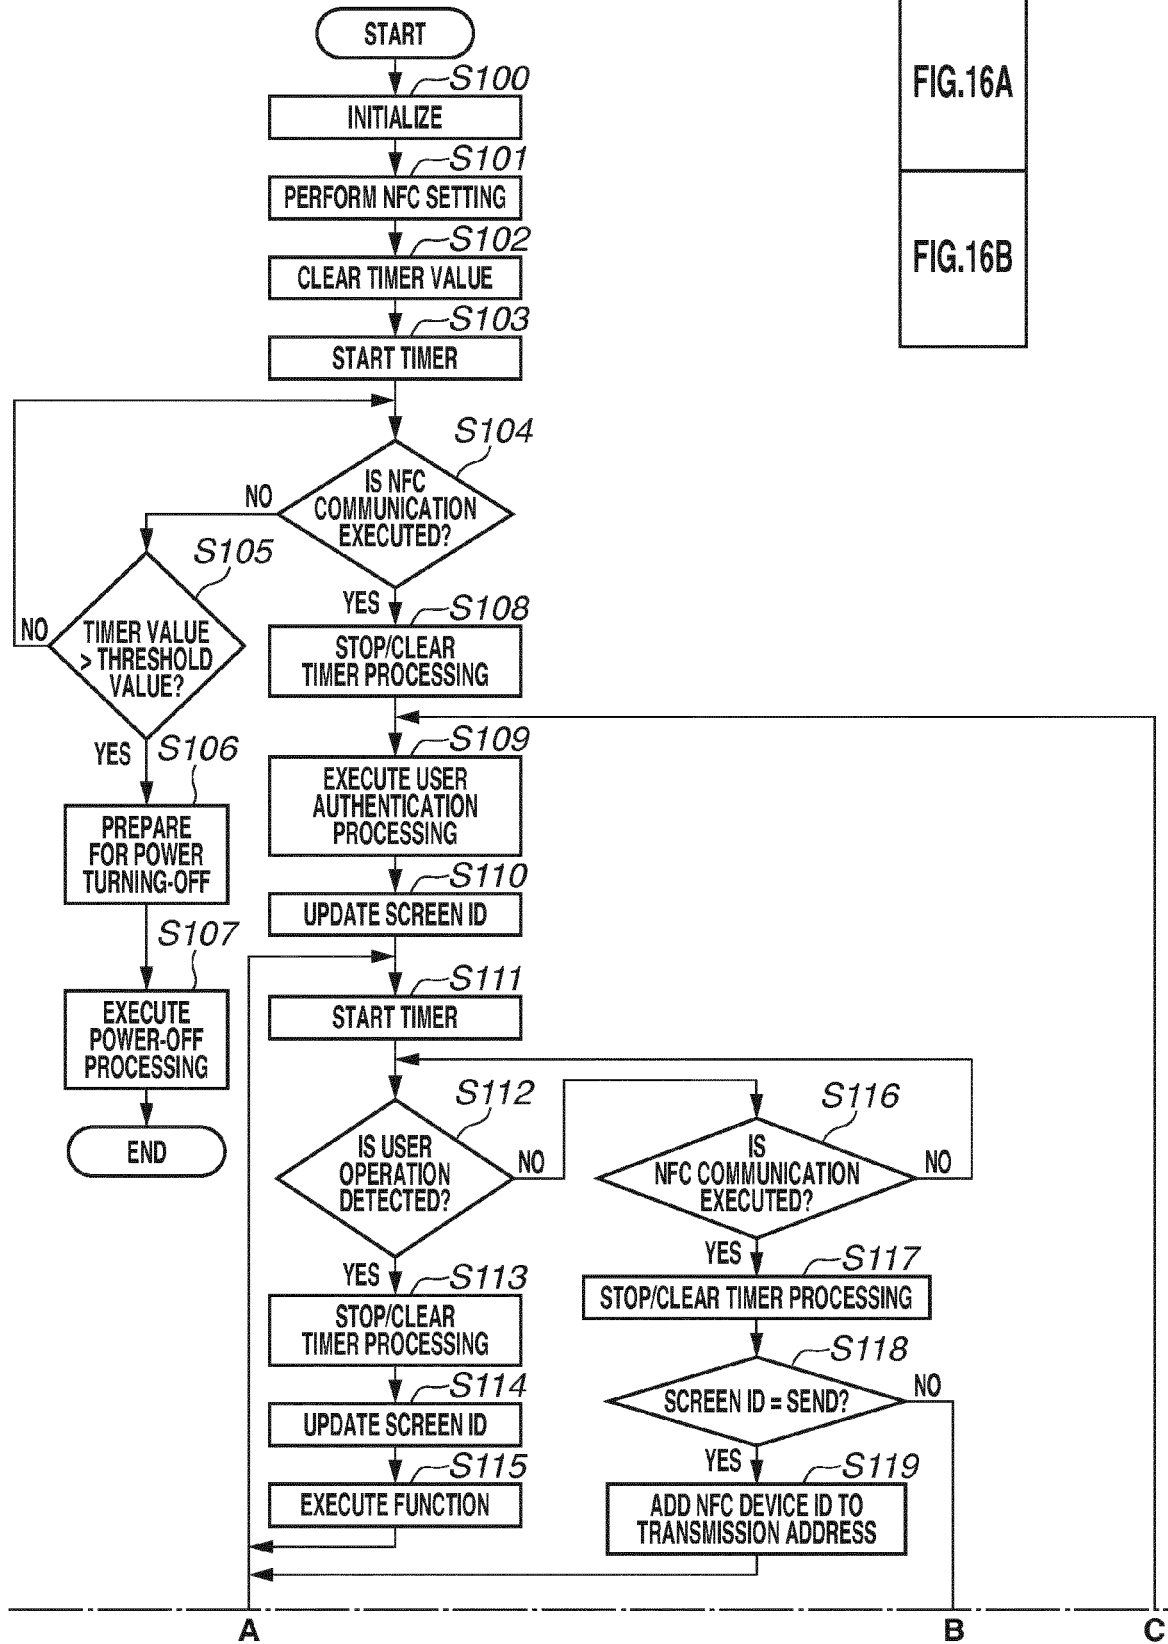 START
S100
INITIALIZE
S101
PERFORM NFC SETTING
S102
CLEAR TIMER VALUE
S103
START TIMER
S104
IS NFC
COMMUNICATION
EXECUTED?
NO
YES
S105
TIMER VALUE
> THRESHOLD
VALUE?
NO
YES
S106
PREPARE
FOR POWER
TURNING-OFF
S107
EXECUTE
POWER-OFF
PROCESSING
END
S108
STOP/CLEAR
TIMER PROCESSING
S109
EXECUTE USER
AUTHENTICATION
PROCESSING
S110
UPDATE SCREEN ID
S111
START TIMER
S112
IS USER
OPERATION
DETECTED?
NO
YES
S113
STOP/CLEAR
TIMER PROCESSING
S114
UPDATE SCREEN ID
S115
EXECUTE FUNCTION
S116
IS
NFC COMMUNICATION
EXECUTED?
NO
YES
S117
STOP/CLEAR TIMER PROCESSING
S118
SCREEN ID = SEND?
NO
YES
S119
ADD NFC DEVICE ID TO
TRANSMISSION ADDRESS
A
B
C
FIG.16A
FIG.16B